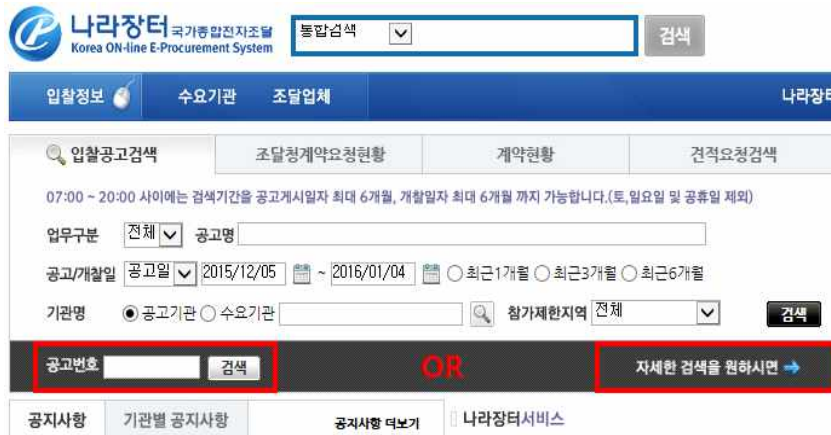 나라장터 국가종합전자조달
Korea ON-line E-Procurement System
통합검색
검색
입찰정보 수요기관 조달업체 나라장터
입찰공고검색 조달청계약요청현황 계약현황 견적요청검색
07:00 ~ 20:00 사이에는 검색기간을 공고게시일자 최대 6개월, 개찰일자 최대 6개월 까지 가능합니다.(토,일요일 및 공휴일 제외)
업무구분 전체 공고명
공고/개찰일 공고일 2015/12/05 ~ 2016/01/04 최근1개월 최근3개월 최근6개월
기관명 공고기관 수요기관 참가제한지역 전체 검색
공고번호 검색 OR 자세한 검색을 원하시면
공지사항 기관별 공지사항 공지사항 더보기 나라장터서비스